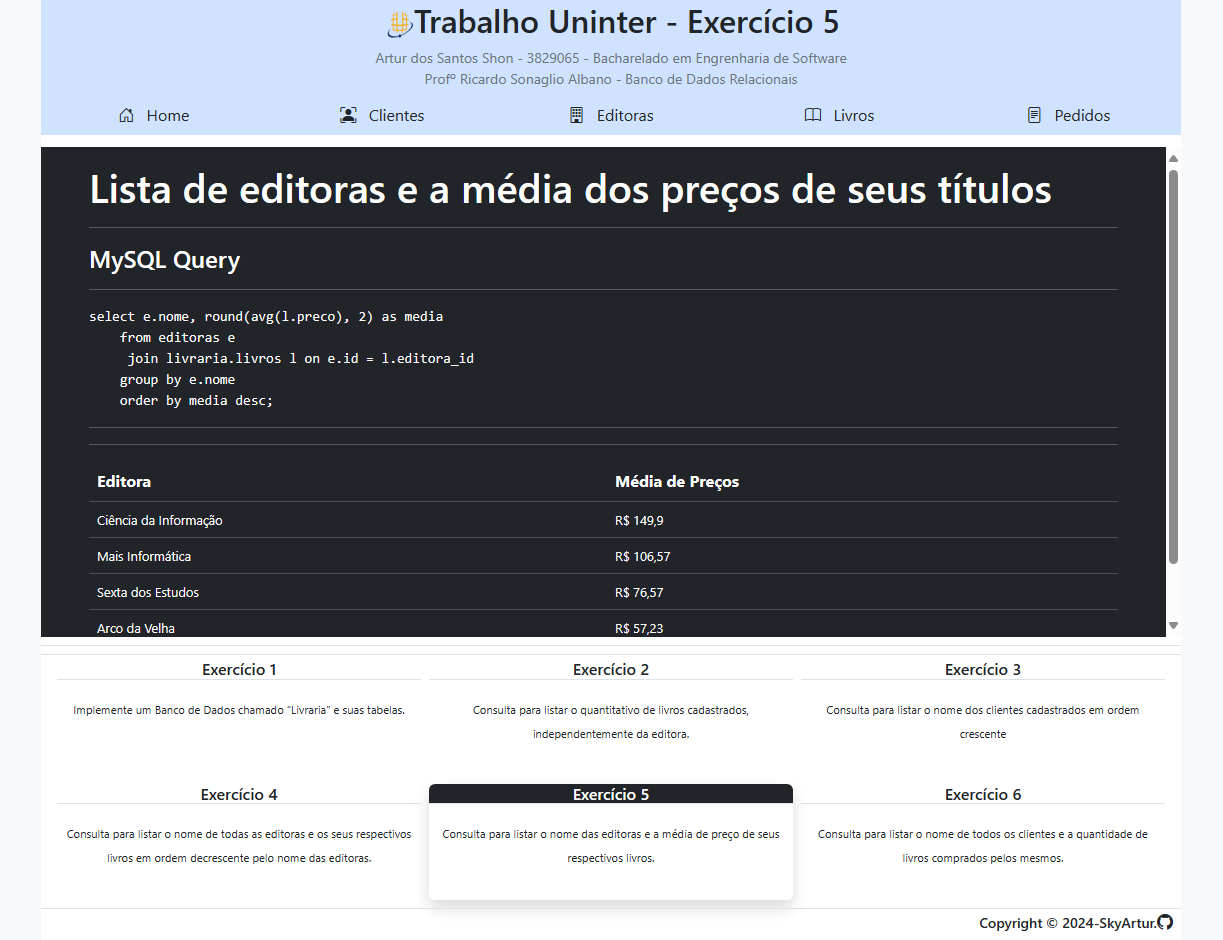 Trabalho Uninter - Exercício 5
Artur dos Santos Shon - 3829065 - Bacharelado em Engrenharia de Software
Profº Ricardo Sonaglio Albano - Banco de Dados Relacionais
Home Clientes Editoras Livros Pedidos
Lista de editoras e a média dos preços de seus títulos
MySQL Query
select e.nome, round(avg(l.preco), 2) as media
from editoras e
join livraria.livros l on e.id = l.editora_id
group by e.nome
order by media desc;
Editora Média de Preços
Ciência da Informação R$ 149,9
Mais Informática R$ 106,57
Sexta dos Estudos R$ 76,57
Arco da Velha R$ 57,23
Exercício 1 Exercício 2 Exercício 3
Implemente um Banco de Dados chamado “Livraria” e suas tabelas. Consulta para listar o quantitativo de livros cadastrados, Consulta para listar o nome dos clientes cadastrados em ordem
independentemente da editora. crescente
Exercício 4 Exercício 5 Exercício 6
Consulta para listar o nome de todas as editoras e os seus respectivos Consulta para listar o nome das editoras e a média de preço de seus Consulta para listar o nome de todos os clientes e a quantidade de
livros em ordem decrescente pelo nome das editoras. respectivos livros. livros comprados pelos mesmos.
Copyright © 2024-SkyArtur.